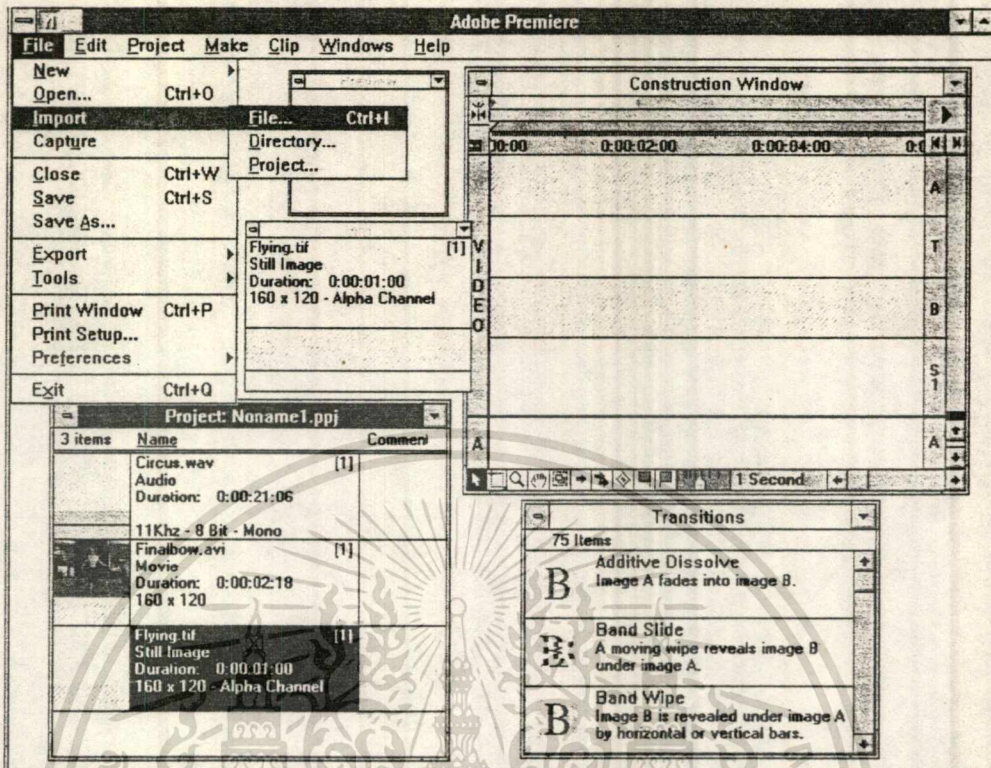 Adobe Premiere
File Edit Project Make Clip Windows Help
New
Open... Ctrl+O
Import
Capture
Close Ctrl+W
Save Ctrl+S
Save As...
Export
Tools
Print Window Ctrl+P
Print Setup...
Preferences
Exit Ctrl+Q
File... Ctrl+I
Directory...
Project...
Flying.tif [1]
Still Image
Duration: 0:00:01:00
160 x 120 - Alpha Channel
Construction Window
00:00 0:00:02:00 0:00:04:00 0:0
VIDEO
A
T
B
S1
A A
1 Second
Project: Noname1.ppj
3 items Name Comment
Circus.wav [1]
Audio
Duration: 0:00:21:06
11Khz - 8 Bit - Mono
Finalbow.avi [1]
Movie
Duration: 0:00:02:18
160 x 120
Flying.tif [1]
Still Image
Duration: 0:00:01:00
160 x 120 - Alpha Channel
Transitions
75 Items
Additive Dissolve
B Image A fades into image B.
Band Slide
A moving wipe reveals image B
under image A.
Band Wipe
B Image B is revealed under image A
by horizontal or vertical bars.